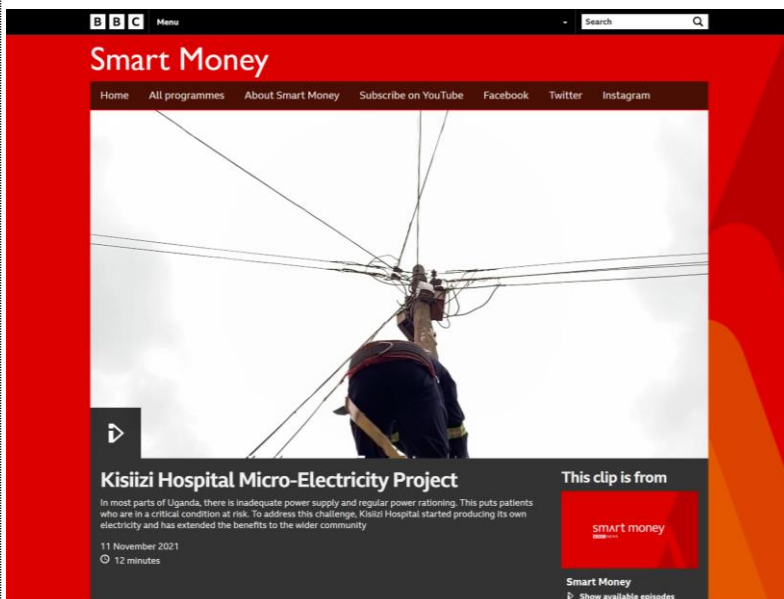 BBC Menu Search
Smart Money
Home All programmes About Smart Money Subscribe on YouTube Facebook Twitter Instagram
Kisiizi Hospital Micro-Electricity Project
In most parts of Uganda, there is inadequate power supply and regular power rationing. This puts patients
who are in a critical condition at risk. To address this challenge, Kisiizi Hospital started producing its own
electricity and has extended the benefits to the wider community
11 November 2021
12 minutes
This clip is from
smart money
BBC NEWS
Smart Money
Show available episodes